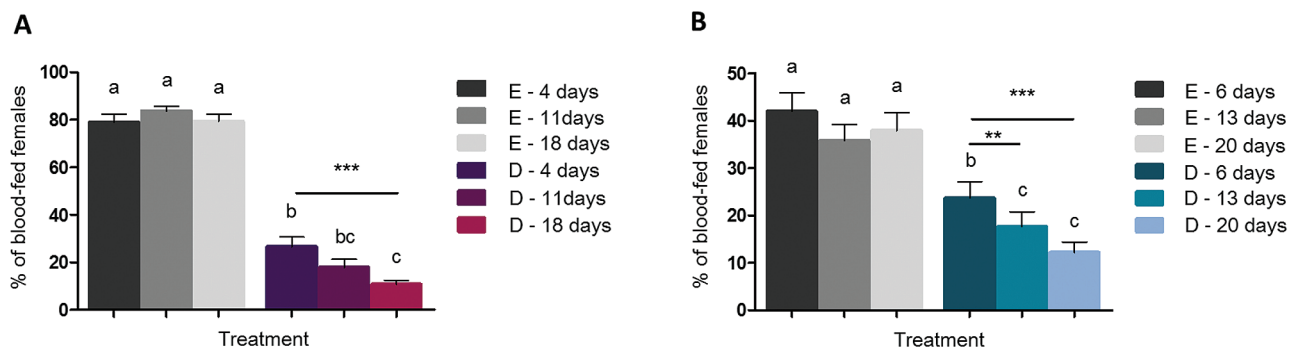 A
% of blood-fed females
100
80
60
40
20
0
a
a
a
***
b
bc
c
Treatment
E - 4 days
E - 11days
E - 18 days
D - 4 days
D - 11days
D - 18 days
B
% of blood-fed females
50
40
30
20
10
0
a
a
a
***
**
b
c
c
Treatment
E - 6 days
E - 13 days
E - 20 days
D - 6 days
D - 13 days
D - 20 days